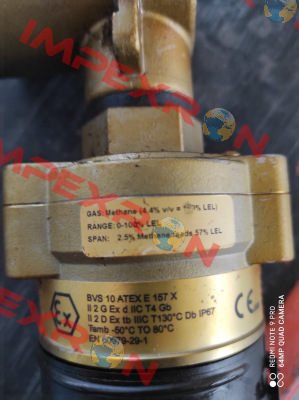 IMPEXRON
GAS: Methane (4.4% v/v = 100% LEL)
RANGE: 0-100% LEL
SPAN: 2.5% Methane reads 57% LEL
BVS 10 ATEX E 157 X
II 2 G Ex d IIC T4 Gb
II 2 D Ex tb IIIC T130°C Db IP67
Tamb -50°C TO 80°C
EN 60079-29-1
Ex
CE
REDMI NOTE 9 PRO
64MP QUAD CAMERA